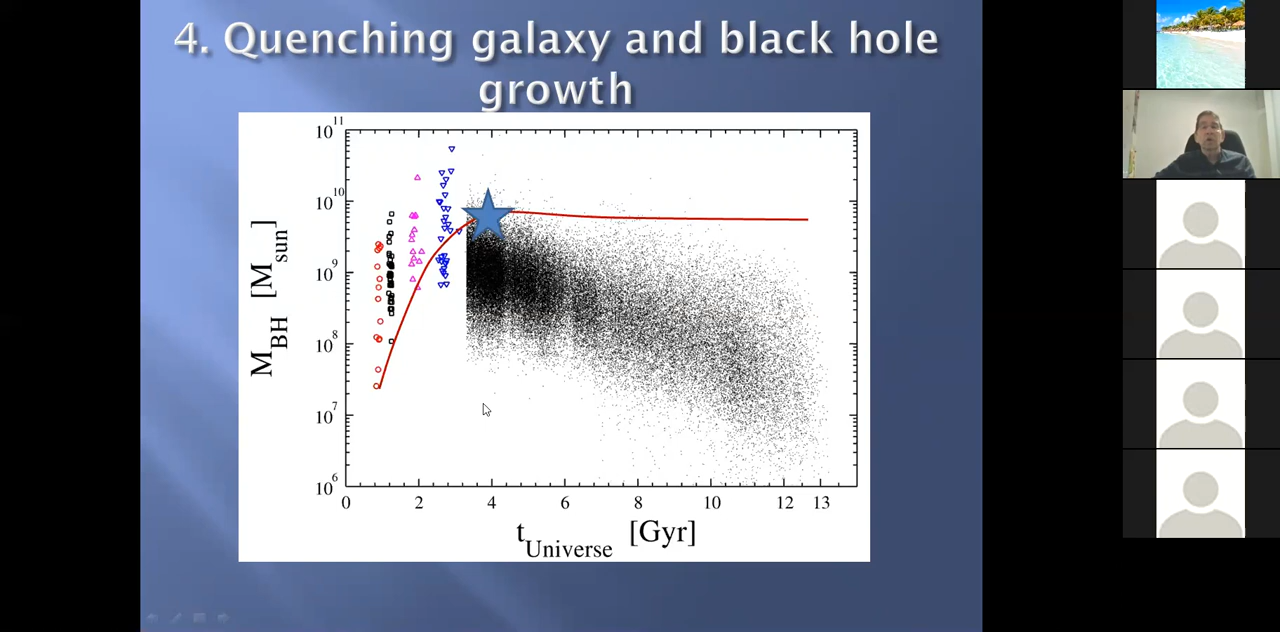 4. Quenching galaxy and black hole
growth
10^11
10^10
10^9
10^8
10^7
10^6
M_BH [M_sun]
0 2 4 6 8 10 12 13
t_Universe [Gyr]